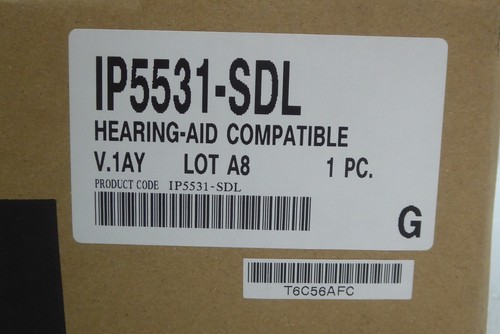 IP5531-SDL
HEARING-AID COMPATIBLE
V.1AY LOT A8 1 PC.
PRODUCT CODE IP5531-SDL
G
T6C56AFC